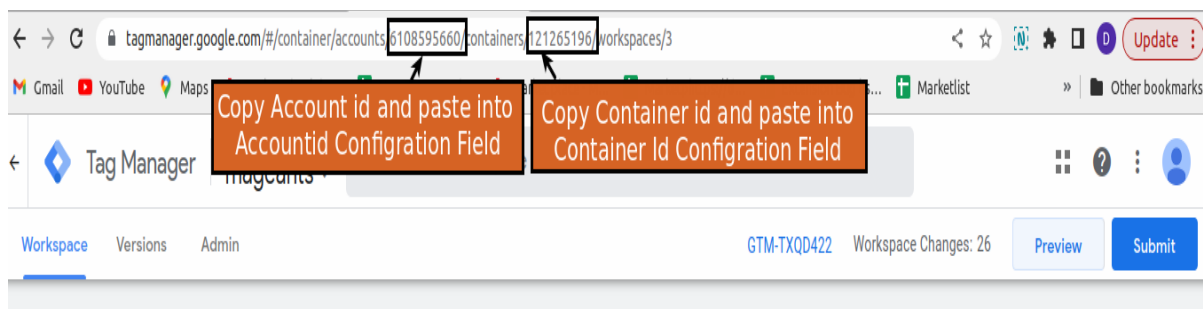 tagmanager.google.com/#/container/accounts/6108595660/containers/121265196/workspaces/3
Update
Gmail YouTube Maps s... Marketlist » Other bookmarks
Copy Account id and paste into
Accountid Configration Field
Copy Container id and paste into
Container Id Configration Field
Tag Manager
Workspace Versions Admin GTM-TXQD422 Workspace Changes: 26 Preview Submit